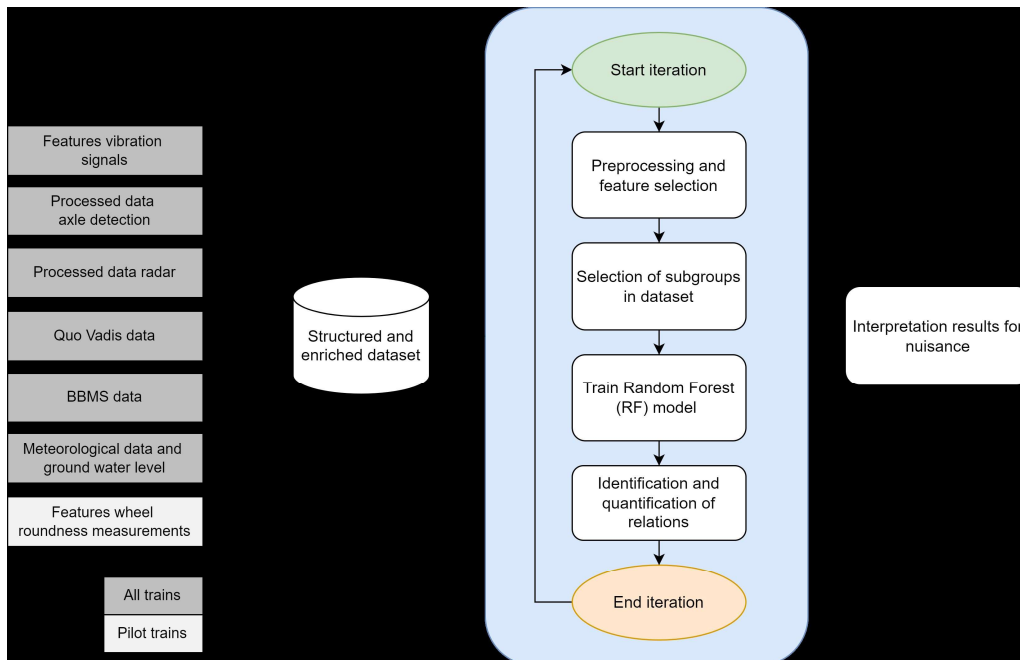 Features vibration
signals
Processed data
axle detection
Processed data radar
Quo Vadis data
BBMS data
Meteorological data and
ground water level
Features wheel
roundness measurements
All trains
Pilot trains
Structured and
enriched dataset
Start iteration
Preprocessing and
feature selection
Selection of subgroups
in dataset
Train Random Forest
(RF) model
Identification and
quantification of
relations
End iteration
Interpretation results for
nuisance